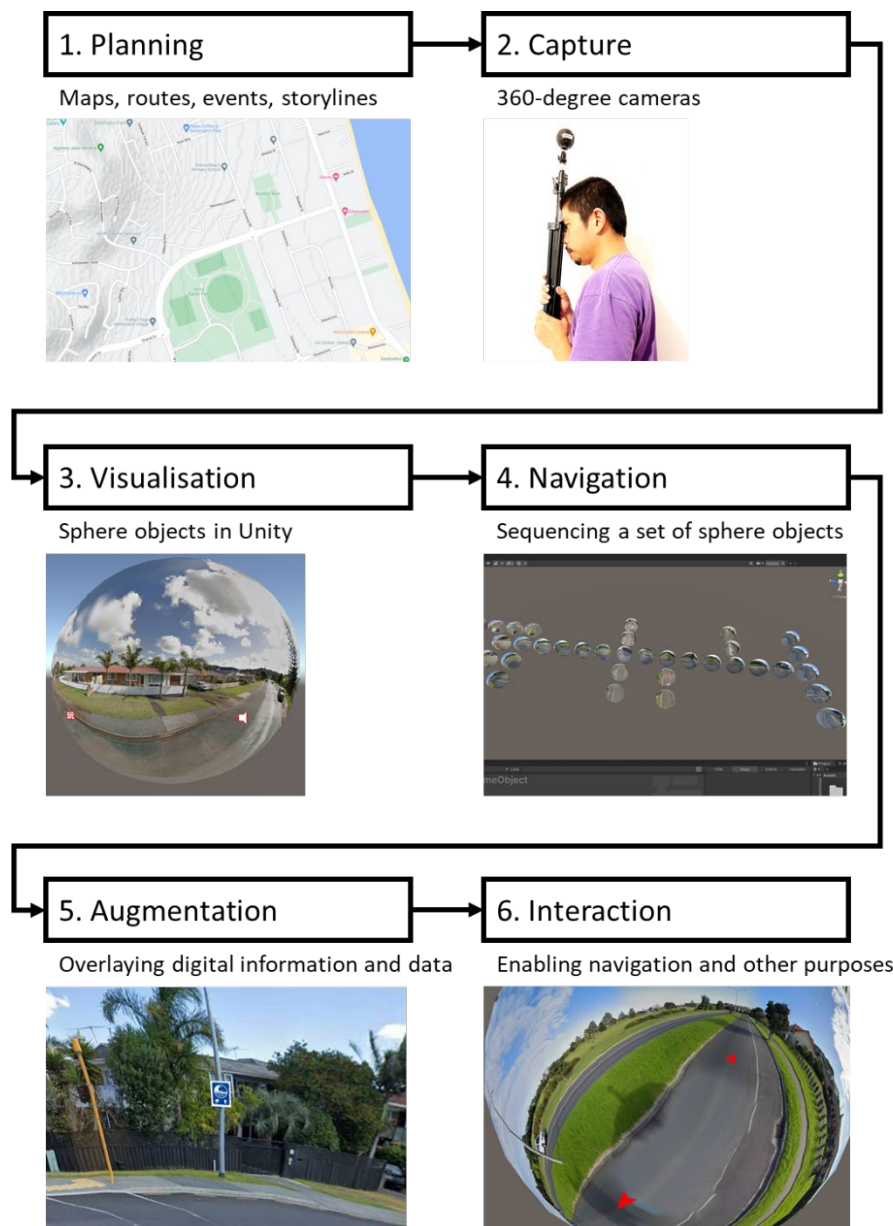 1. Planning
2. Capture
Maps, routes, events, storylines
360-degree cameras
3. Visualisation
4. Navigation
Sphere objects in Unity
Sequencing a set of sphere objects
meObject
5. Augmentation
6. Interaction
Overlaying digital information and data
Enabling navigation and other purposes